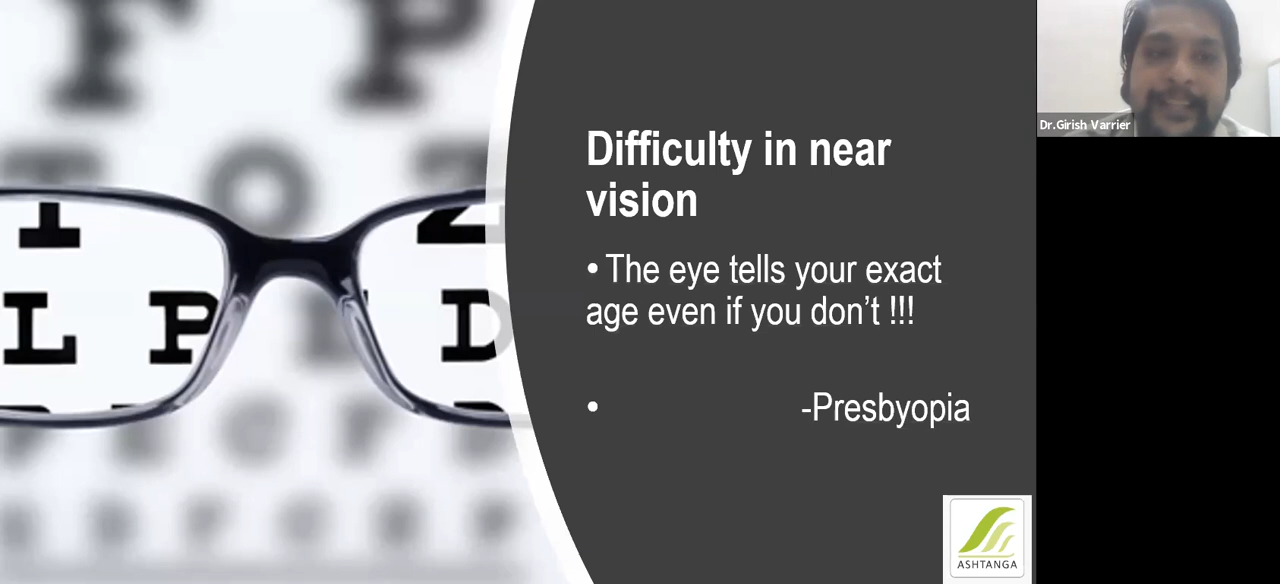 F P
T O Z
L P D
Difficulty in near
vision
• The eye tells your exact
age even if you don’t !!!
• -Presbyopia
ASHTANGA
Dr.Girish Varrier